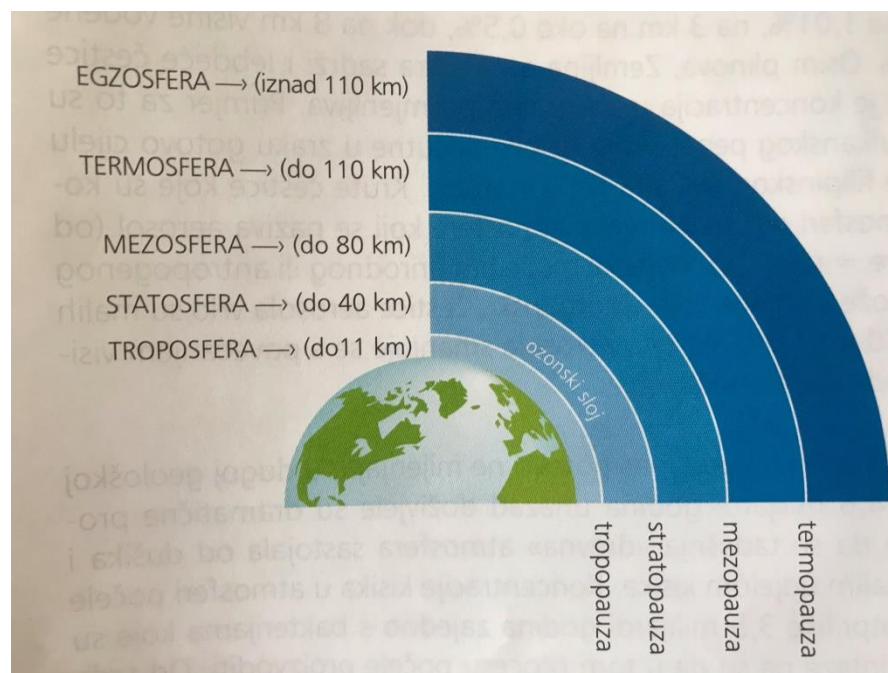 EGZOSFERA → (iznad 110 km)
TERMOSFERA → (do 110 km)
MEZOSFERA → (do 80 km)
STATOSFERA → (do 40 km)
TROPOSFERA → (do11 km)
ozonski sloj
tropopauza
stratopauza
mezopauza
termopauza